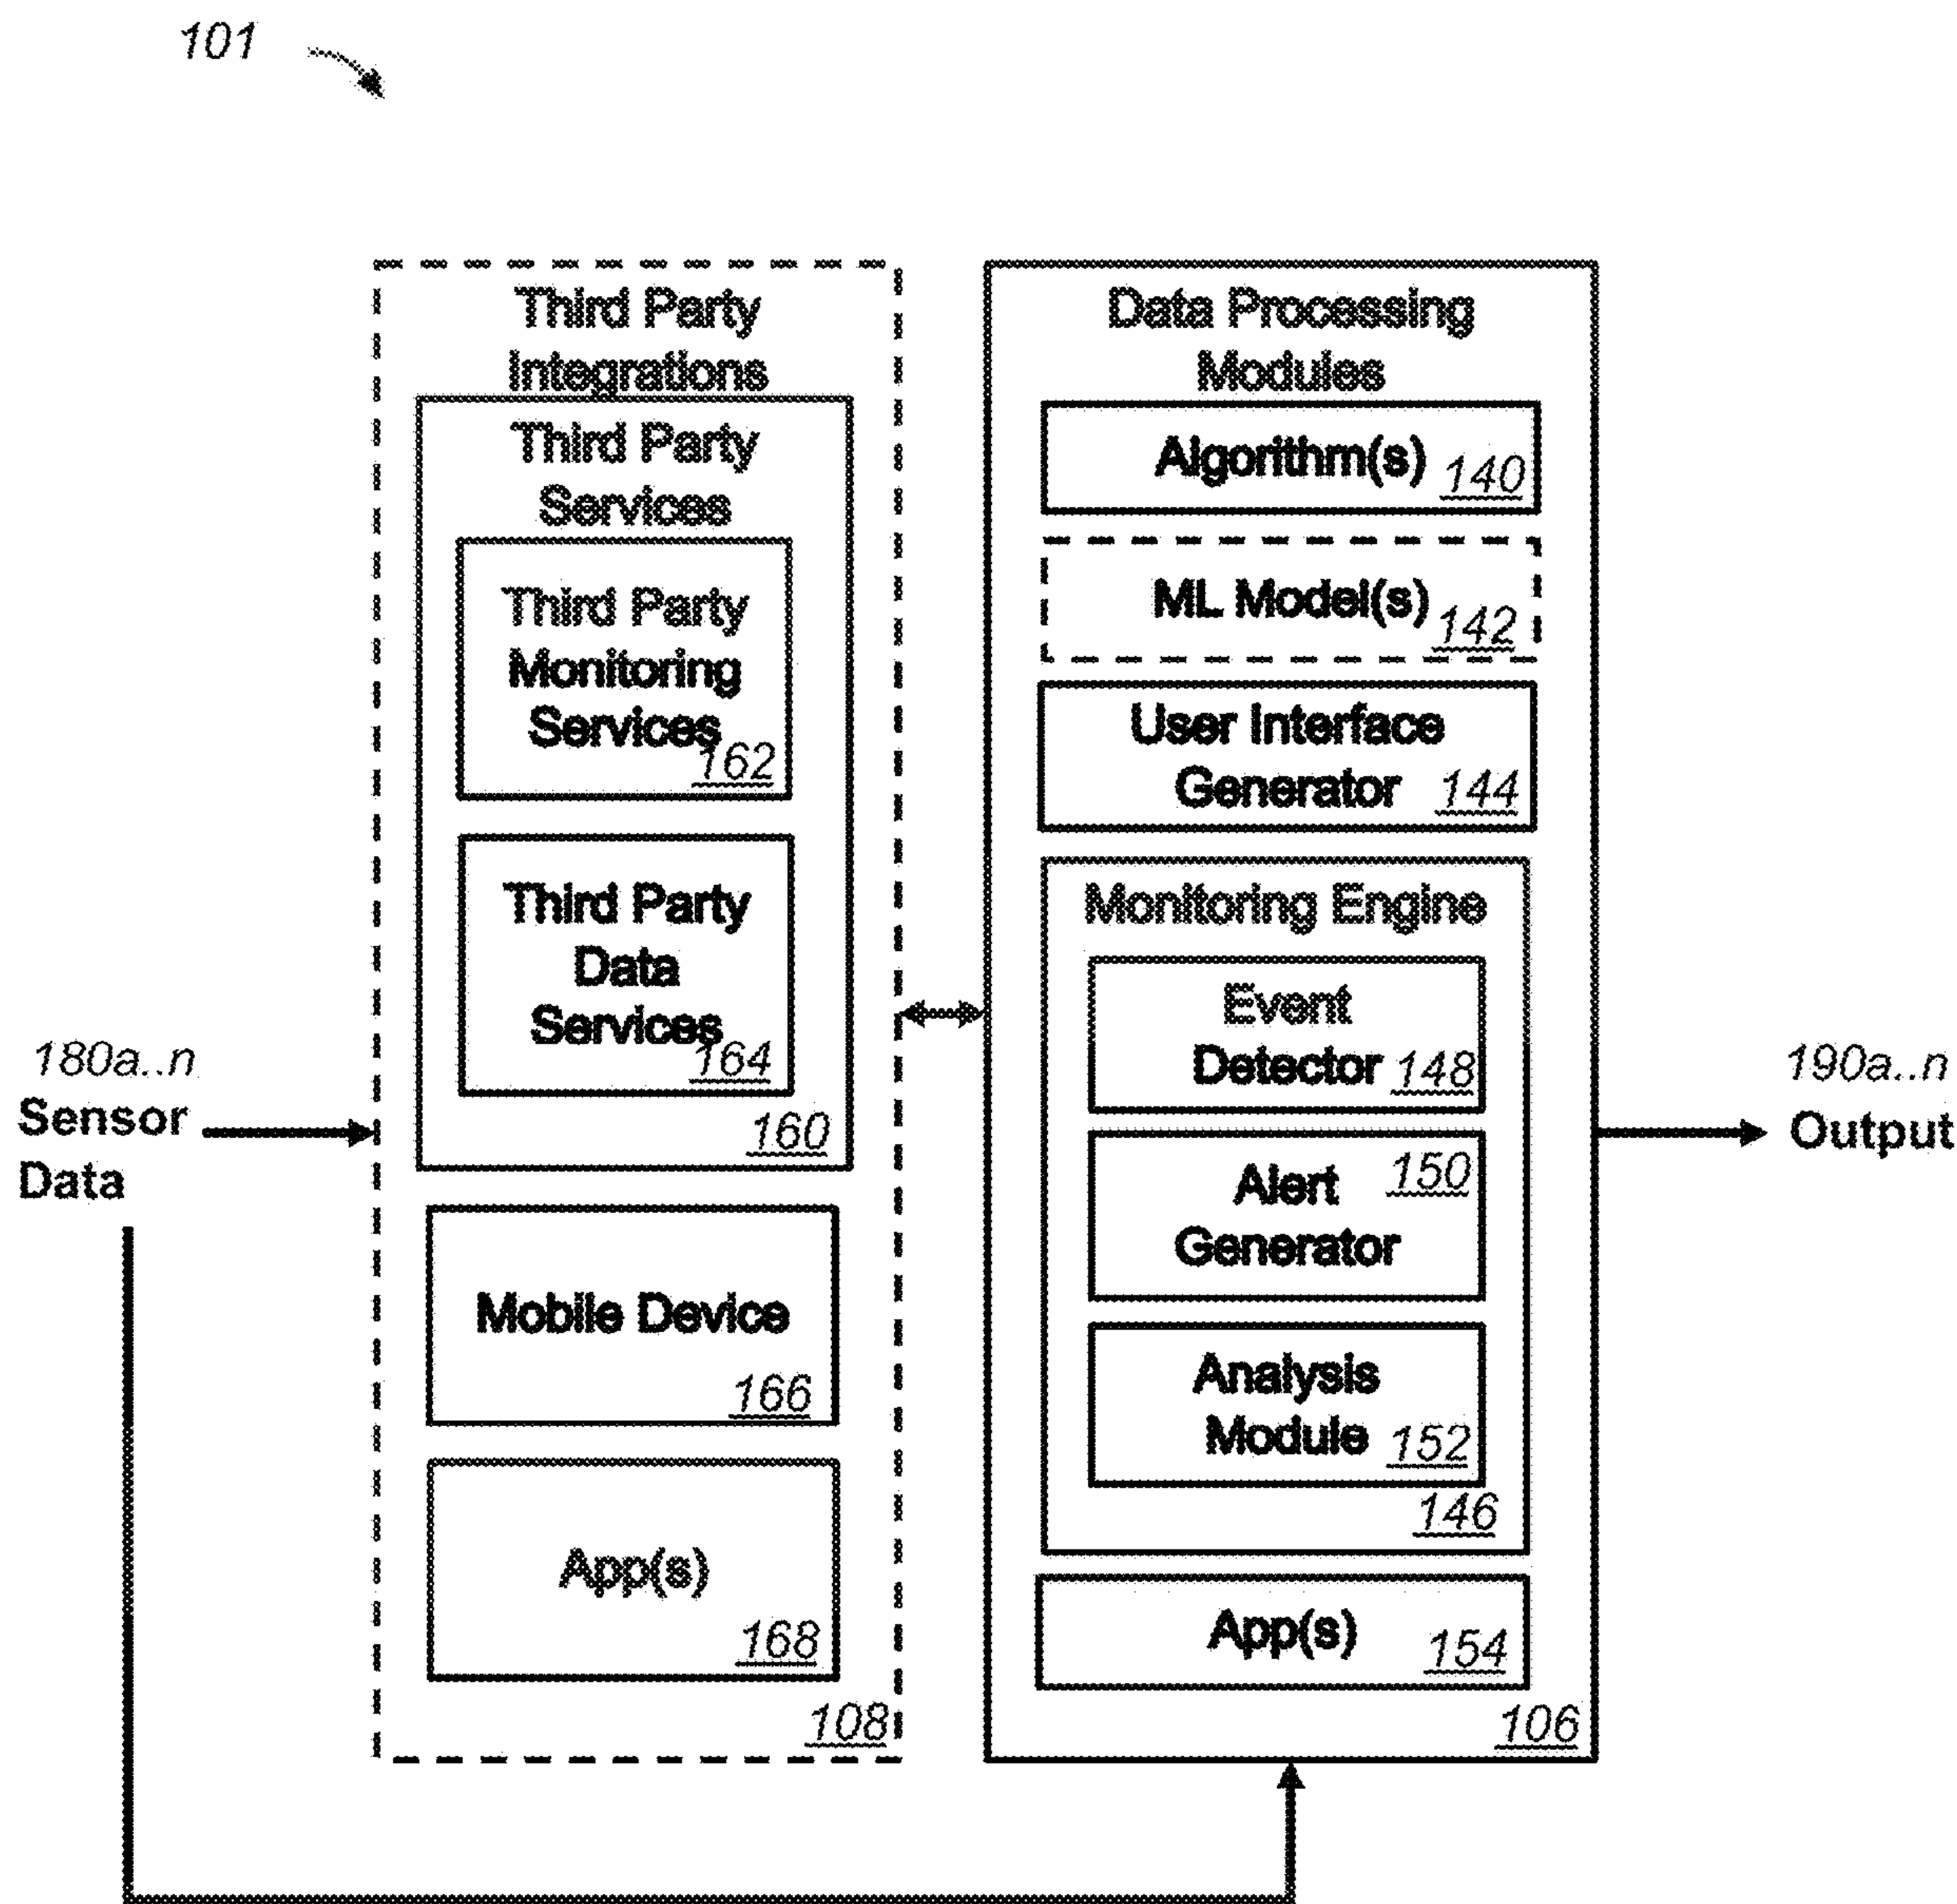 101
Third Party
Integrations
Third Party
Services
Third Party
Monitoring
Services
162
Third Party
Data
Services
164
160
Mobile Device
166
App(s)
168
108
Data Processing
Modules
Algorithm(s) 140
ML Model(s) 142
User Interface
Generator 144
Monitoring Engine
Event
Detector 148
150
Alert
Generator
Analysis
Module 152
146
App(s) 154
106
180a..n
Sensor
Data
190a..n
Output